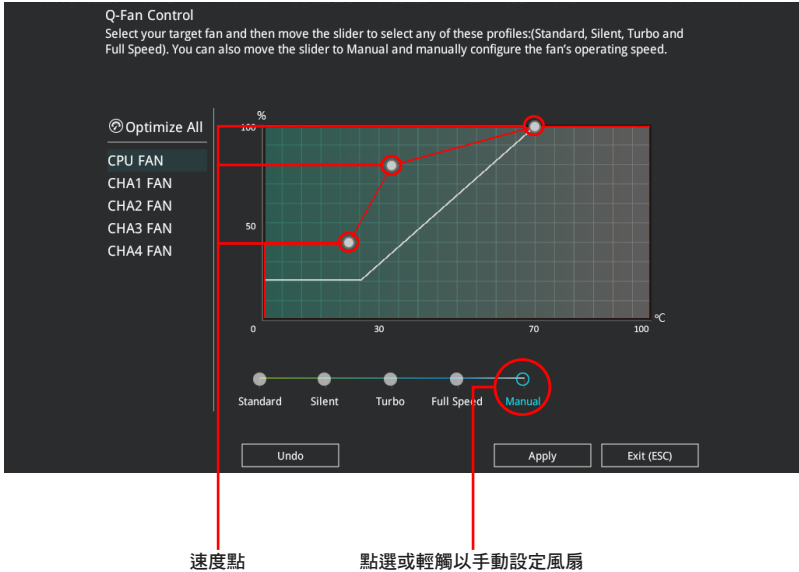 Q-Fan Control
Select your target fan and then move the slider to select any of these profiles:(Standard, Silent, Turbo and
Full Speed). You can also move the slider to Manual and manually configure the fan's operating speed.
Optimize All
CPU FAN
CHA1 FAN
CHA2 FAN
CHA3 FAN
CHA4 FAN
%
100
50
0 30 70 100
°C
Standard Silent Turbo Full Speed Manual
Undo Apply Exit (ESC)
速度點 點選或輕觸以手動設定風扇